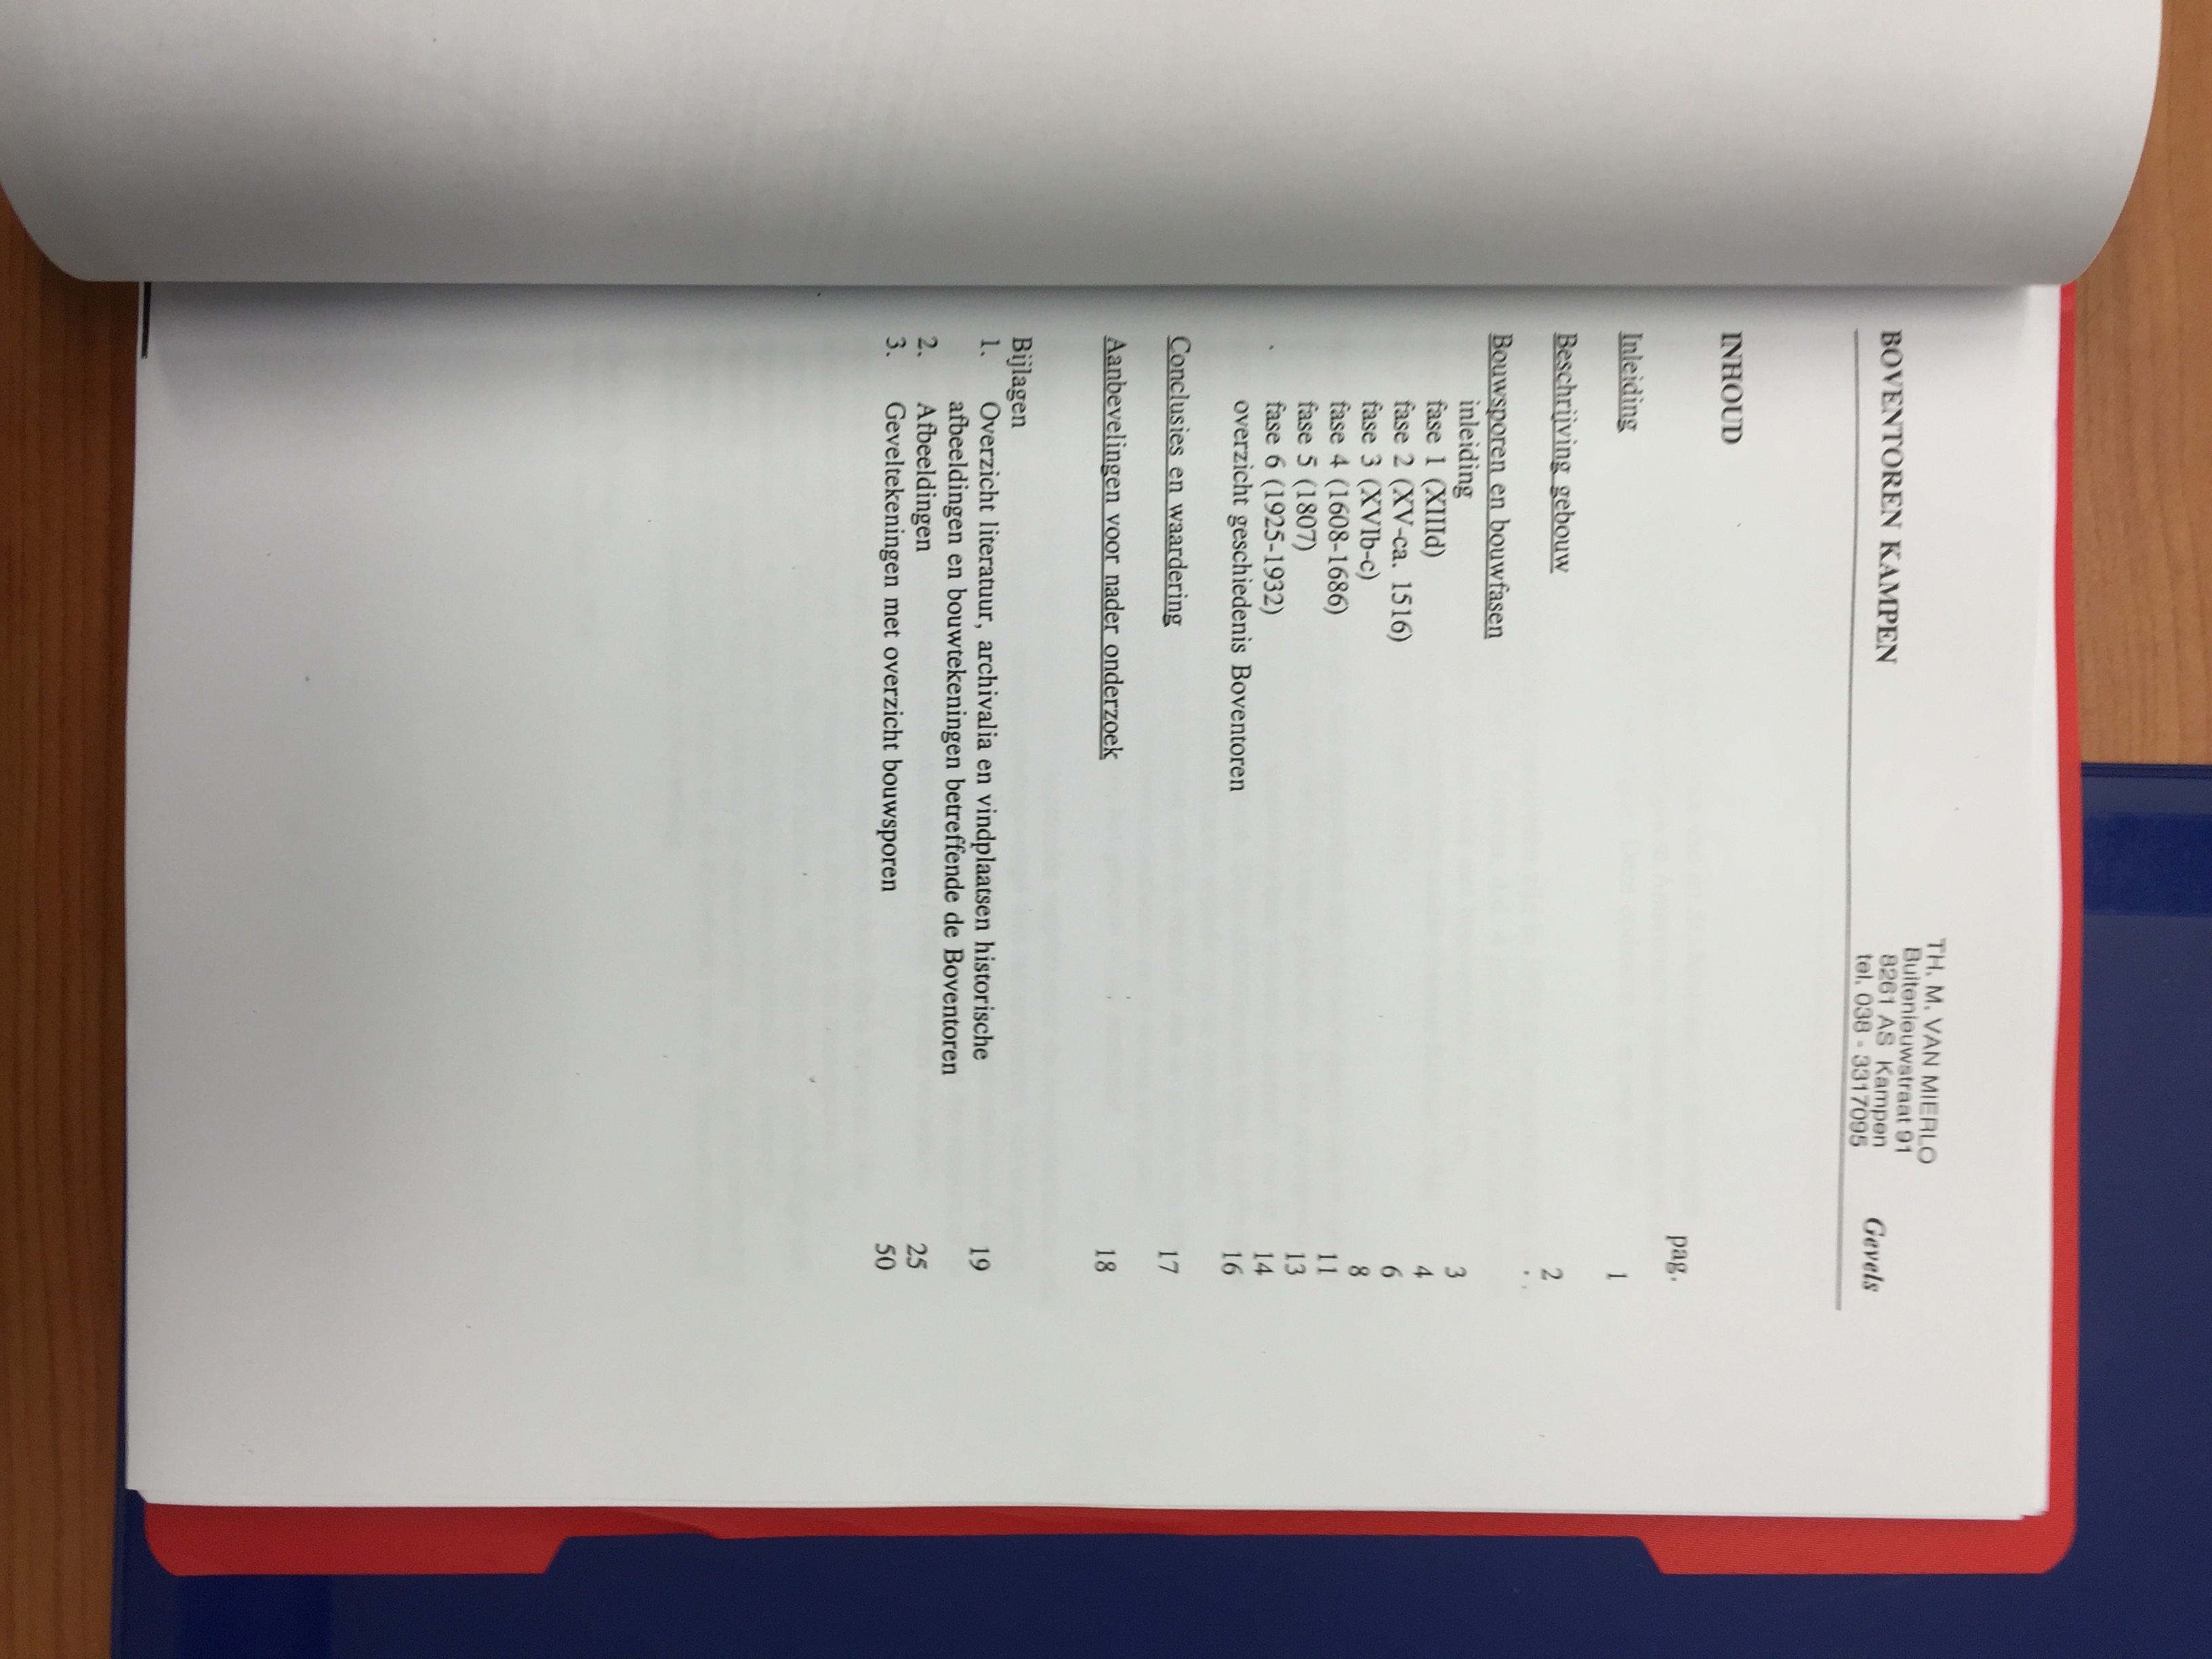 TH. M. VAN MIERLO
Buitennieuwstraat 91
8261 AS Kampen
tel. 038 - 3317095
BOVENTOREN KAMPEN Gevels
INHOUD
pag.
Inleiding 1
Beschrijving gebouw 2
Bouwsporen en bouwfasen
inleiding 3
fase 1 (XIIId) 4
fase 2 (XV-ca. 1516) 6
fase 3 (XVIb-c) 8
fase 4 (1608-1686) 11
fase 5 (1807) 13
fase 6 (1925-1932) 14
overzicht geschiedenis Boventoren 16
Conclusies en waardering 17
Aanbevelingen voor nader onderzoek 18
Bijlagen
1. Overzicht literatuur, archivalia en vindplaatsen historische 19
afbeeldingen en bouwtekeningen betreffende de Boventoren
2. Afbeeldingen 25
3. Geveltekeningen met overzicht bouwsporen 50